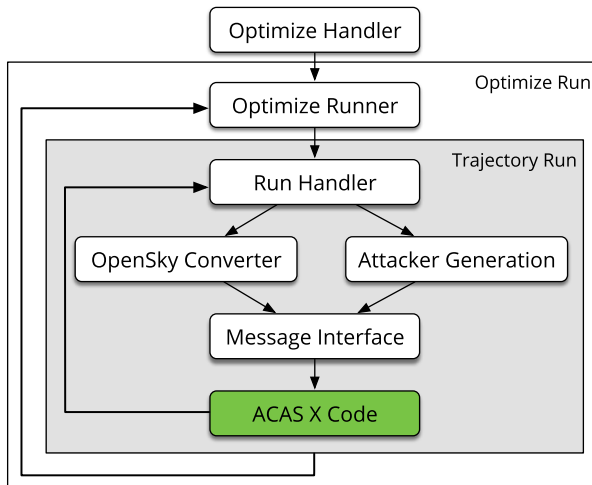 Optimize Handler
Optimize Run
Optimize Runner
Trajectory Run
Run Handler
OpenSky Converter
Attacker Generation
Message Interface
ACAS X Code